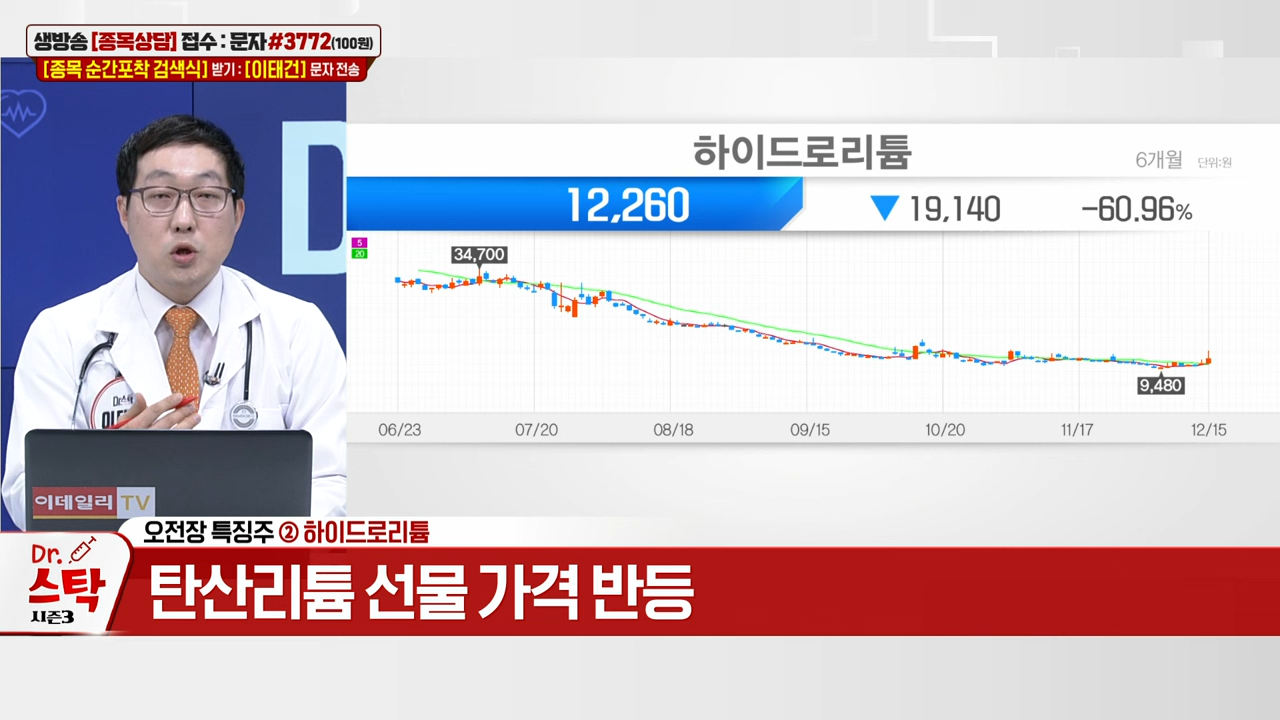 생방송 [종목상담] 접수 : 문자#3772(100원)
[종목 순간포착 검색식] 받기 : [이태건] 문자 전송
D
하이드로리튬
6개월 단위:원
12,260 ▼ 19,140 -60.96%
5
20
34,700
9,480
06/23 07/20 08/18 09/15 10/20 11/17 12/15
이데일리 TV
오전장 특징주 ② 하이드로리튬
Dr.
스탁
시즌3
탄산리튬 선물 가격 반등